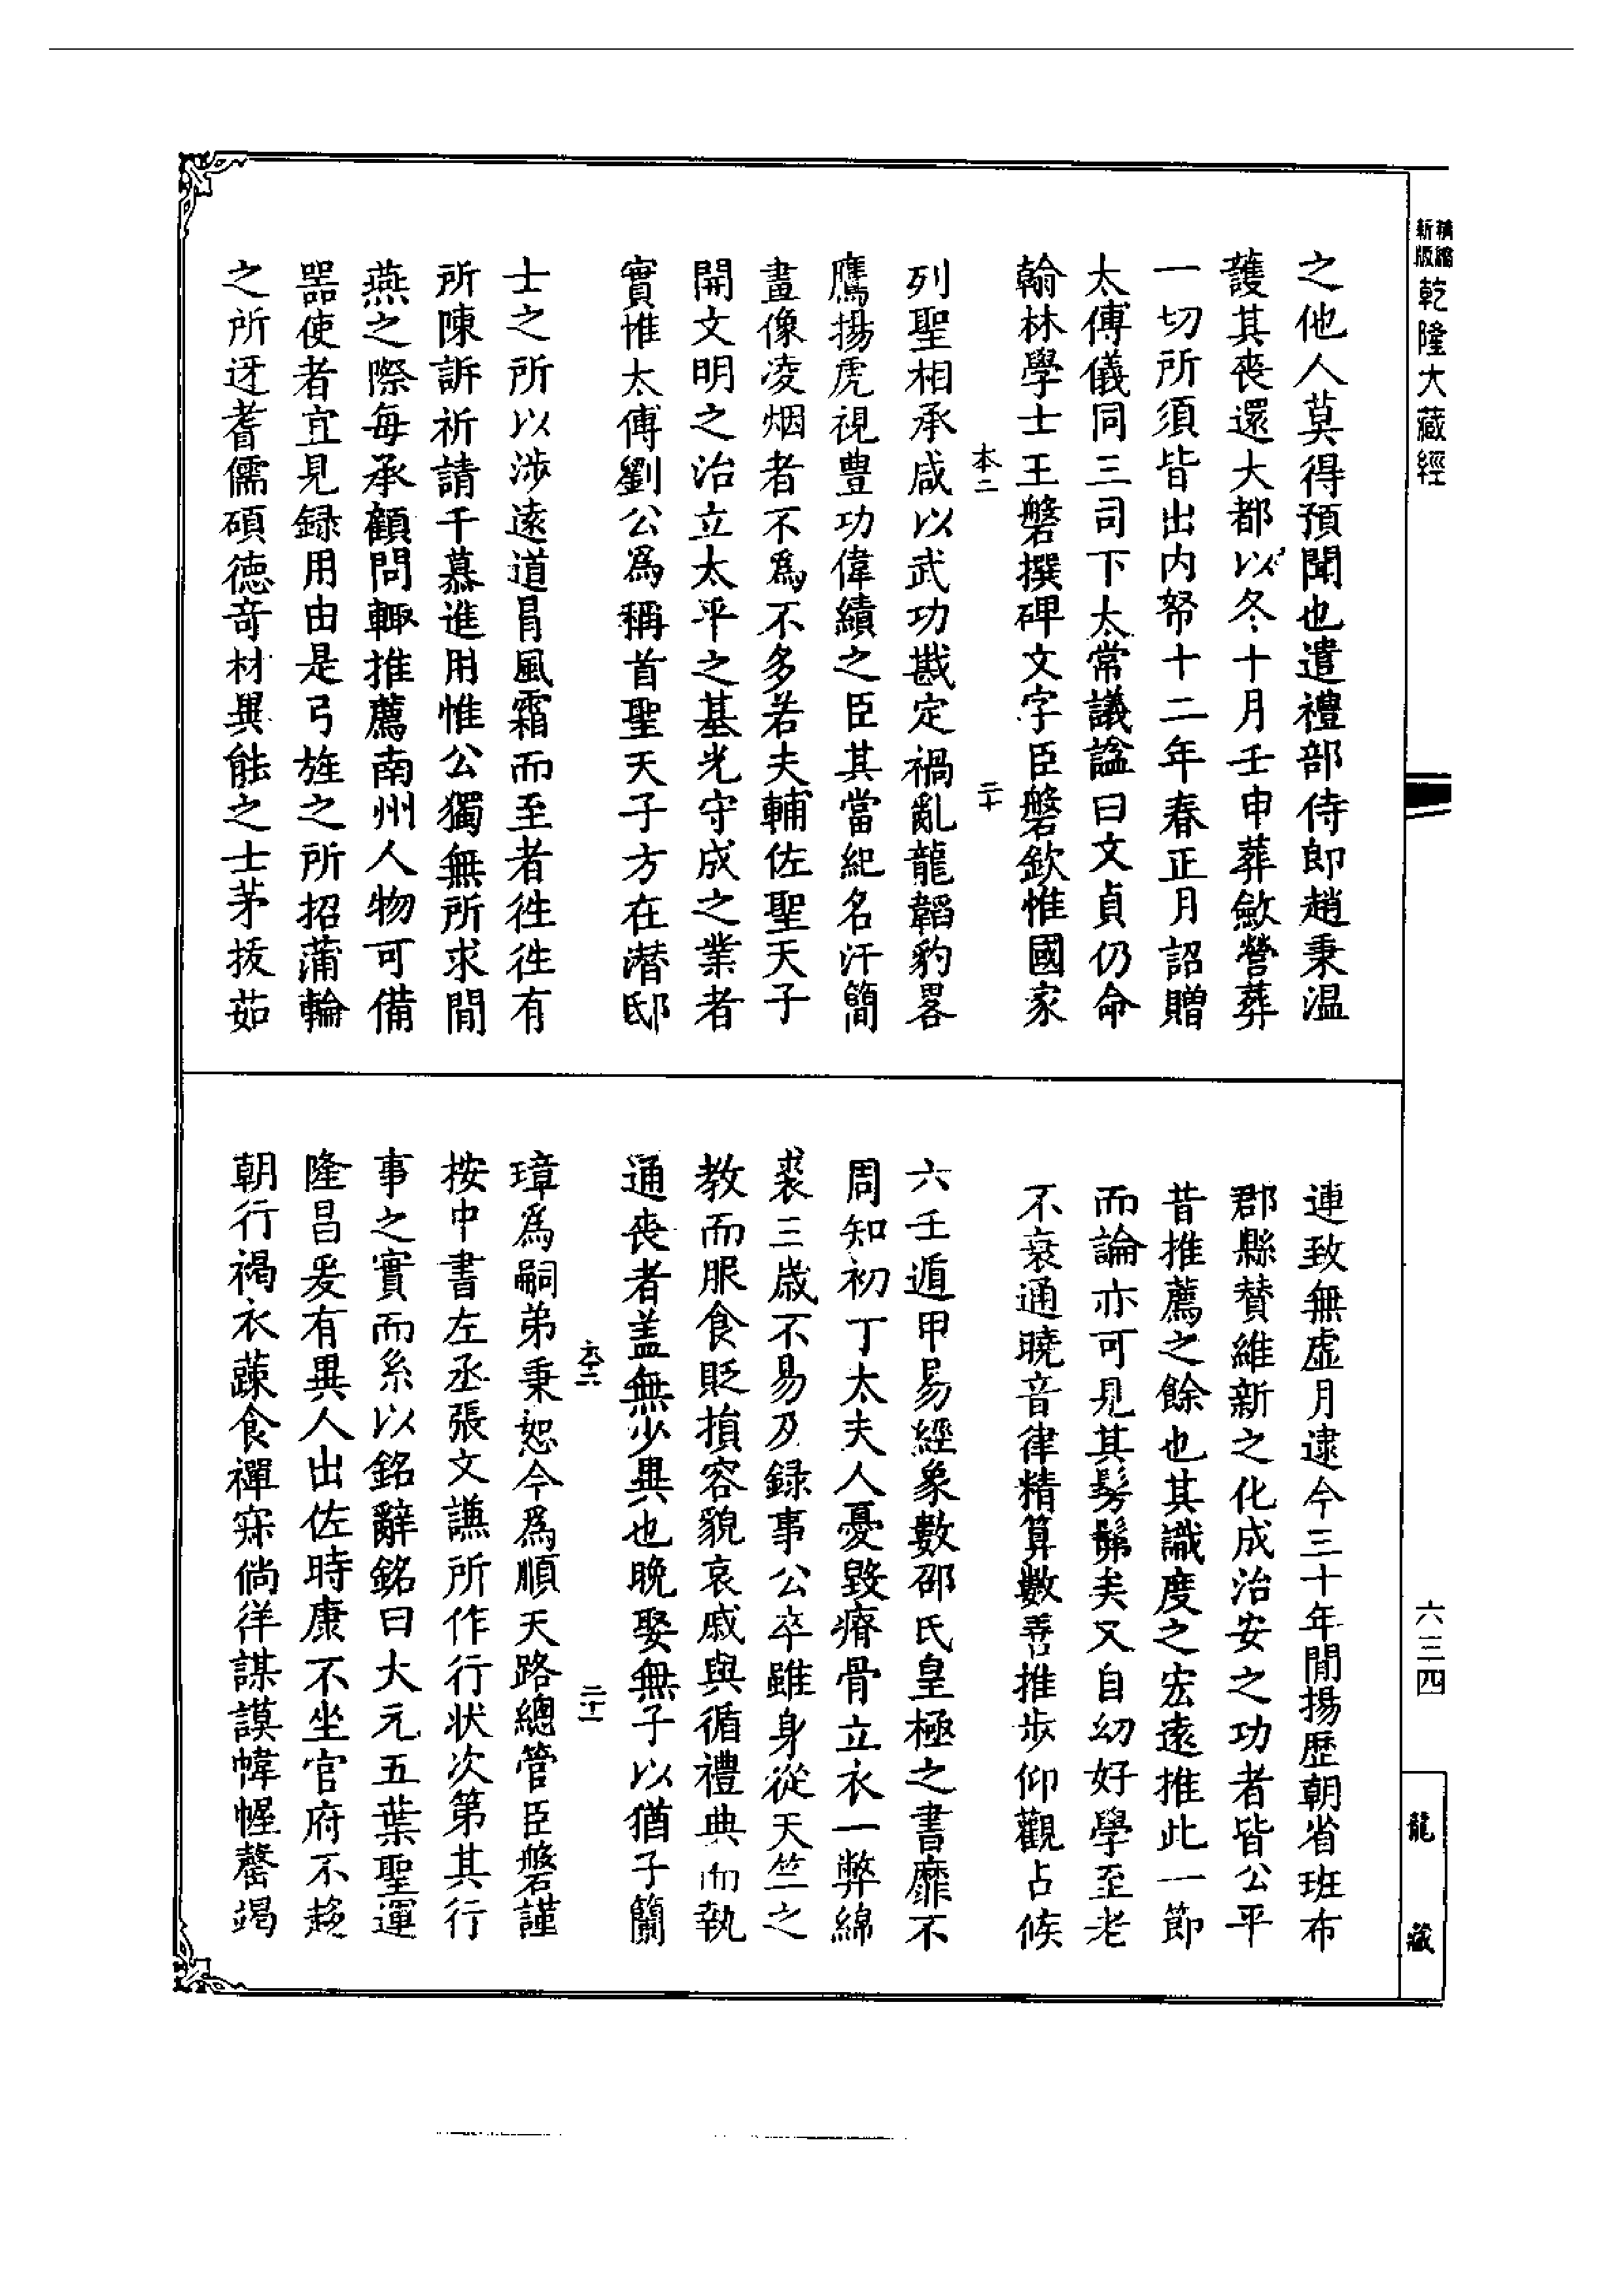 精縮
新版
乾隆大藏經
之他人莫得預聞也遣禮部侍郎趙秉温
護其丧還大都以冬十月壬申葬斂營葬
一切所須皆出内帑十二年春正月詔贈
太傅儀同三司下太常議諡曰文貞仍命
翰林學士王磐撰碑文字臣磐欽惟國家
本二
二十
列聖相承咸以武功戡定禍亂龍韜豹畧
鷹揚虎視豊功偉績之臣其當紀名汗簡
畫像凌烟者不爲不多若夫輔佐聖天子
開文明之治立太平之基光守成之業者
實惟太傅劉公爲稱首聖天子方在潛邸
士之所以涉遠道冒風霜而至者徃徃有
所陳訴祈請千慕進用惟公獨無所求閒
燕之際每承顧問輙推薦南州人物可備
噐使者宜見録用由是弓旌之所招蒲輪
之所迓耆儒碩德竒材異能之士茅拔茹
連致無虚月逮今三十年間揚歷朝省班布
郡縣賛維新之化成治安之功者皆公平
昔推薦之餘也其識度之宏遠推此一節
而論亦可見其髣髴矣又自幼好學至老
不衰通曉音律精算數善推步仰觀占候
六壬遁甲易經象數邵氏皇極之書靡不
周知初丁太夫人憂毀瘠骨立衣一弊綿
裘三歳不易及録事公卒雖身從天竺之
教而服食貶損容貌哀戚與循禮典而執
通丧者盖無少異也晚娶無子以猶子蘭
本二
二十一
璋爲嗣弟秉恕今爲順天路總管臣磐謹
按中書左丞張文謙所作行状次第其行
事之實而系以銘辭銘曰大元五葉聖運
隆昌爰有異人出佐時康不坐官府不趍
朝行褐衣蔬食禪寂徜徉謀謨幃幄罄竭
六三四
龍藏